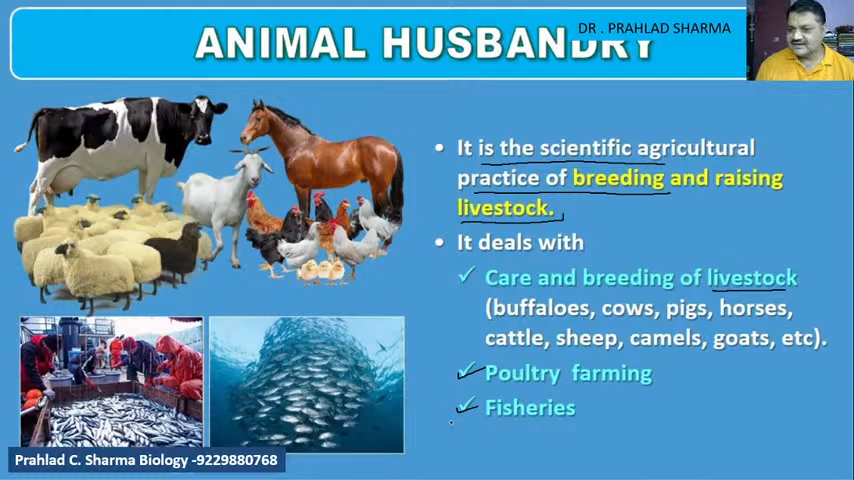 ANIMAL HUSBANDRY
DR . PRAHLAD SHARMA
• It is the scientific agricultural
practice of breeding and raising
livestock.
• It deals with
✓ Care and breeding of livestock
(buffaloes, cows, pigs, horses,
cattle, sheep, camels, goats, etc).
✓ Poultry farming
✓ Fisheries
Prahlad C. Sharma Biology -9229880768